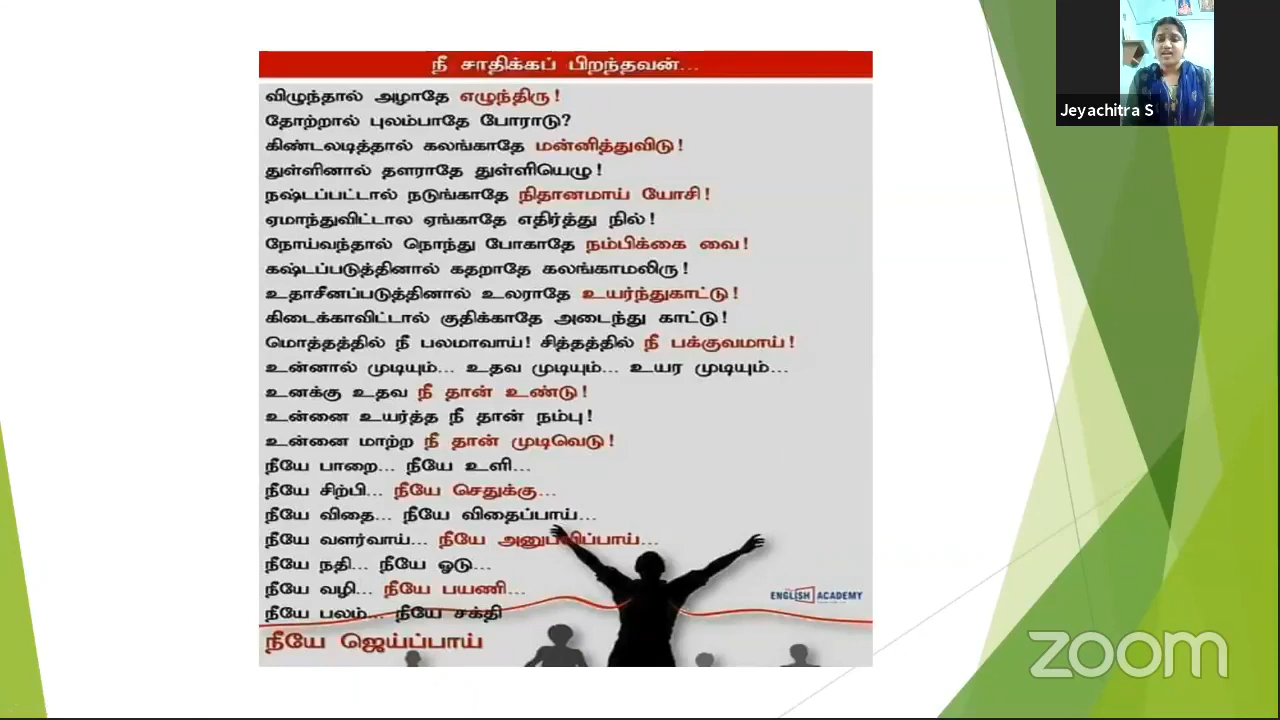 நீ சாதிக்கப் பிறந்தவன்...
விழுந்தால் அழாதே எழுந்திரு!
தோற்றால் புலம்பாதே போராடு?
கிண்டலடித்தால் கலங்காதே மன்னித்துவிடு!
துள்ளினால் தளராதே துள்ளியெழு!
நஷ்டப்பட்டால் நடுங்காதே நிதானமாய் யோசி!
ஏமாந்துவிட்டால ஏங்காதே எதிர்த்து நில்!
நோய்வந்தால் நொந்து போகாதே நம்பிக்கை வை!
கஷ்டப்படுத்தினால் கதறாதே கலங்காமலிரு!
உதாசீனப்படுத்தினால் உலராதே உயர்ந்துகாட்டு!
கிடைக்காவிட்டால் குதிக்காதே அடைந்து காட்டு!
மொத்தத்தில் நீ பலமாவாய்! சித்தத்தில் நீ பக்குவமாய்!
உன்னால் முடியும்... உதவ முடியும்... உயர முடியும்...
உனக்கு உதவ நீ தான் உண்டு!
உன்னை உயர்த்த நீ தான் நம்பு!
உன்னை மாற்ற நீ தான் முடிவெடு!
நீயே பாறை... நீயே உளி...
நீயே சிற்பி... நீயே செதுக்கு...
நீயே விதை... நீயே விதைப்பாய்...
நீயே வளர்வாய்... நீயே அனுபவிப்பாய்...
நீயே நதி... நீயே ஓடு...
நீயே வழி... நீயே பயணி...
நீயே பலம்... நீயே சக்தி
நீயே ஜெய்ப்பாய்
ENGLISH ACADEMY
Jeyachitra S
zoom